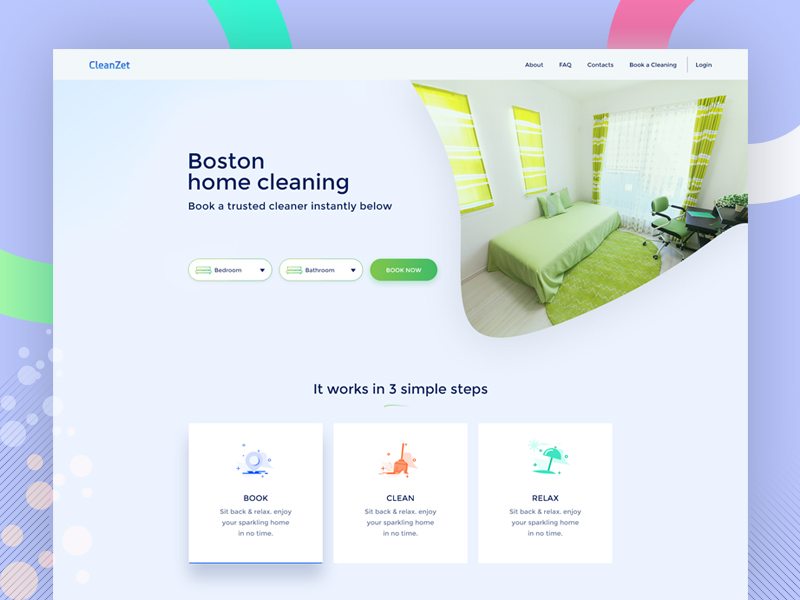 CleanZet
About
FAQ
Contacts
Book a Cleaning
Login
Boston
home cleaning
Book a trusted cleaner instantly below
Bedroom
Bathroom
BOOK NOW
It works in 3 simple steps
BOOK
Sit back & relax. enjoy
your sparkling home
in no time.
CLEAN
Sit back & relax. enjoy
your sparkling home
in no time.
RELAX
Sit back & relax. enjoy
your sparkling home
in no time.